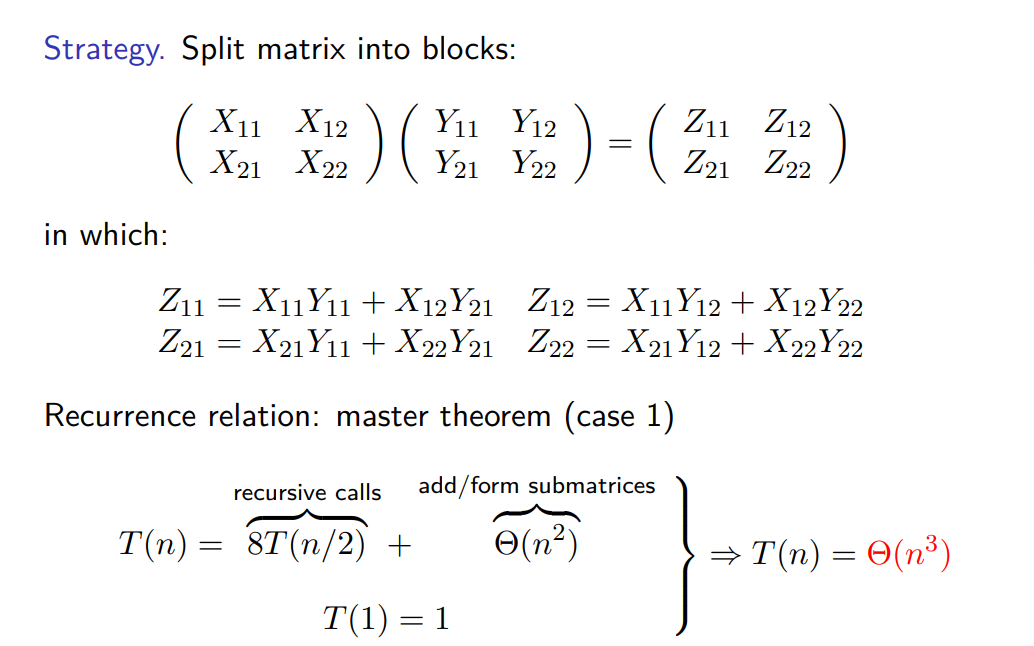 Strategy. Split matrix into blocks:
( X₁₁ X₁₂ ) ( Y₁₁ Y₁₂ ) = ( Z₁₁ Z₁₂ )
( X₂₁ X₂₂ ) ( Y₂₁ Y₂₂ )   ( Z₂₁ Z₂₂ )
in which:
Z₁₁ = X₁₁Y₁₁ + X₁₂Y₂₁ Z₁₂ = X₁₁Y₁₂ + X₁₂Y₂₂
Z₂₁ = X₂₁Y₁₁ + X₂₂Y₂₁ Z₂₂ = X₂₁Y₁₂ + X₂₂Y₂₂
Recurrence relation: master theorem (case 1)
recursive calls add/form submatrices
T(n) = 8T(n/2) + Θ(n²) } ⇒ T(n) = Θ(n³)
T(1) = 1